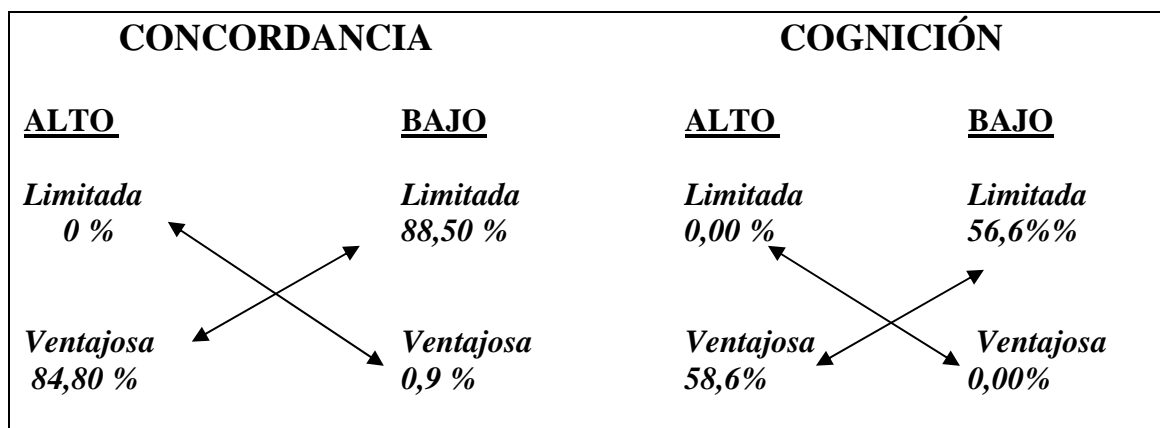 CONCORDANCIA COGNICIÓN
ALTO BAJO ALTO BAJO
Limitada Limitada Limitada Limitada
0 % 88,50 % 0,00 % 56,6%%
Ventajosa Ventajosa Ventajosa Ventajosa
84,80 % 0,9 % 58,6% 0,00%